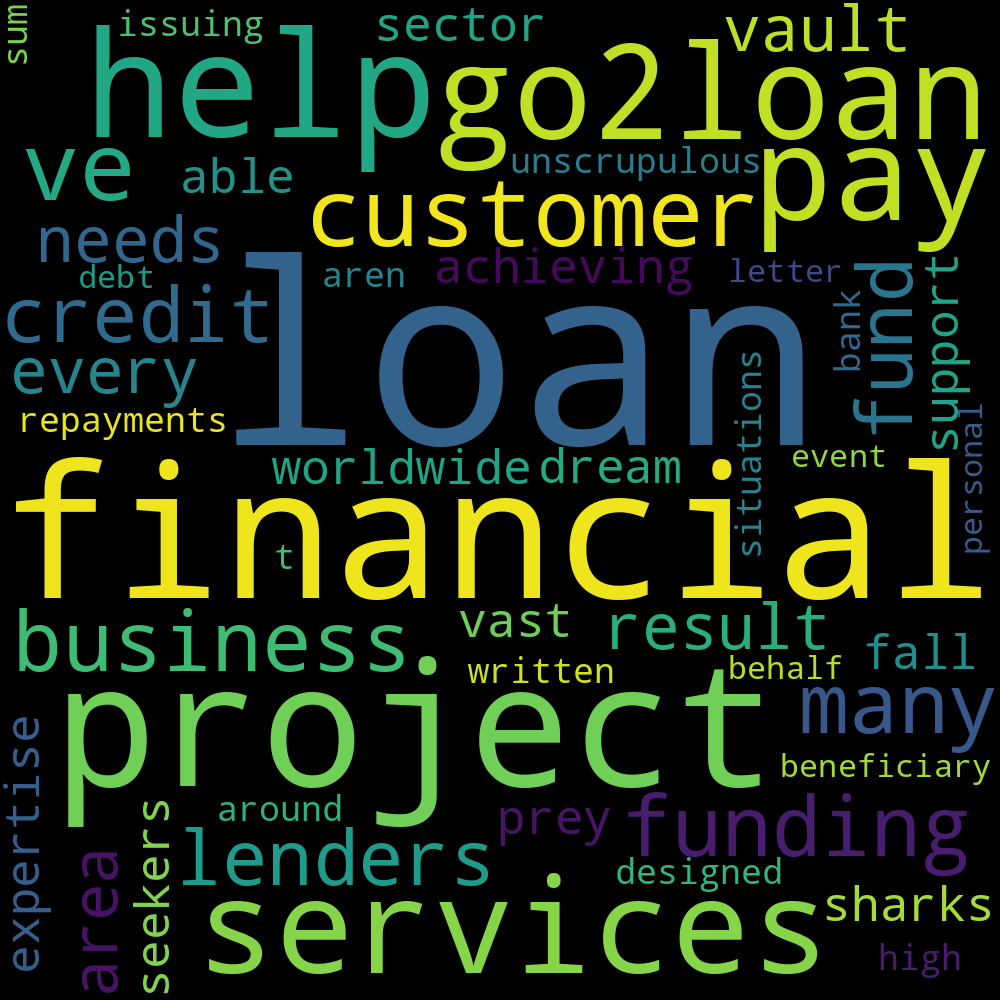 sum
issuing
sector
vault
help
go2loan
ve
able
unscrupulous
pay
customer
needs
debt
aren
achieving
letter
credit
loan
bank
fund
support
every
repayments
worldwide
dream
situations
event
personal
financial
t
business
vast
result
fall
written
behalf
project
many
beneficiary
expertise
around
prey
funding
area
seekers
lenders
designed
sharks
services
high